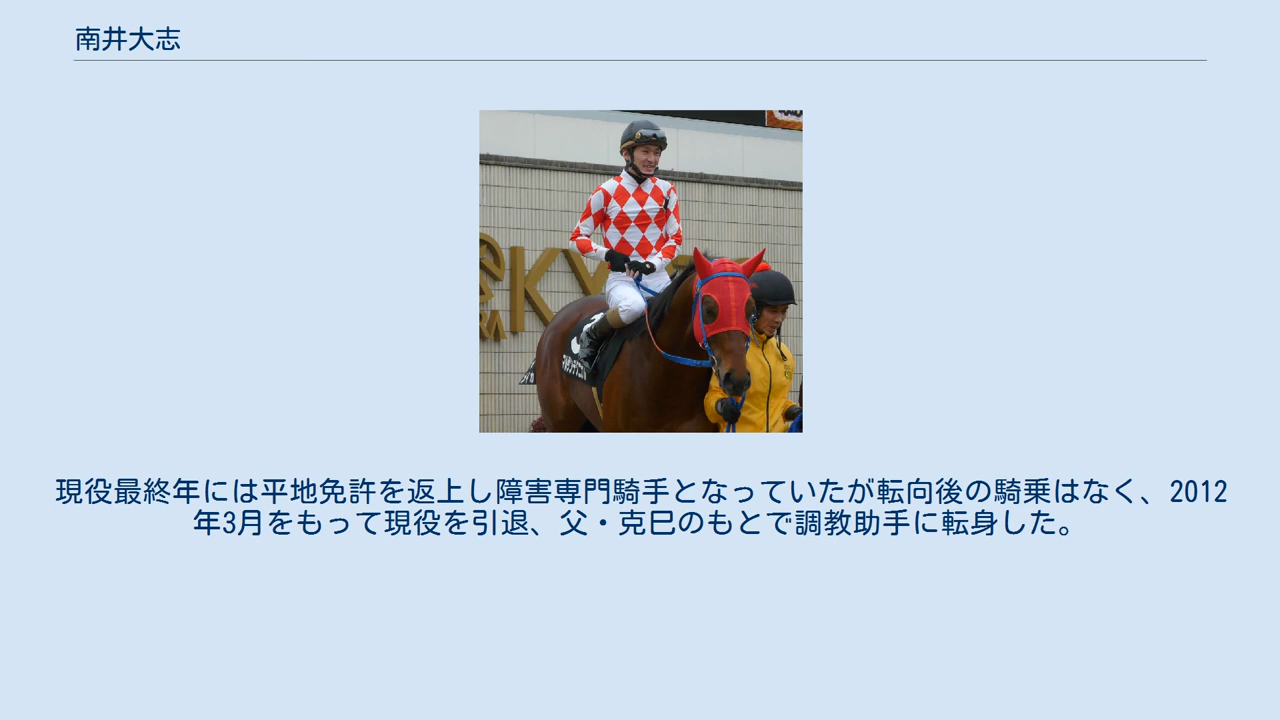 南井大志
KY
RA
現役最終年には平地免許を返上し障害専門騎手となっていたが転向後の騎乗はなく、2012
年3月をもって現役を引退、父・克巳のもとで調教助手に転身した。